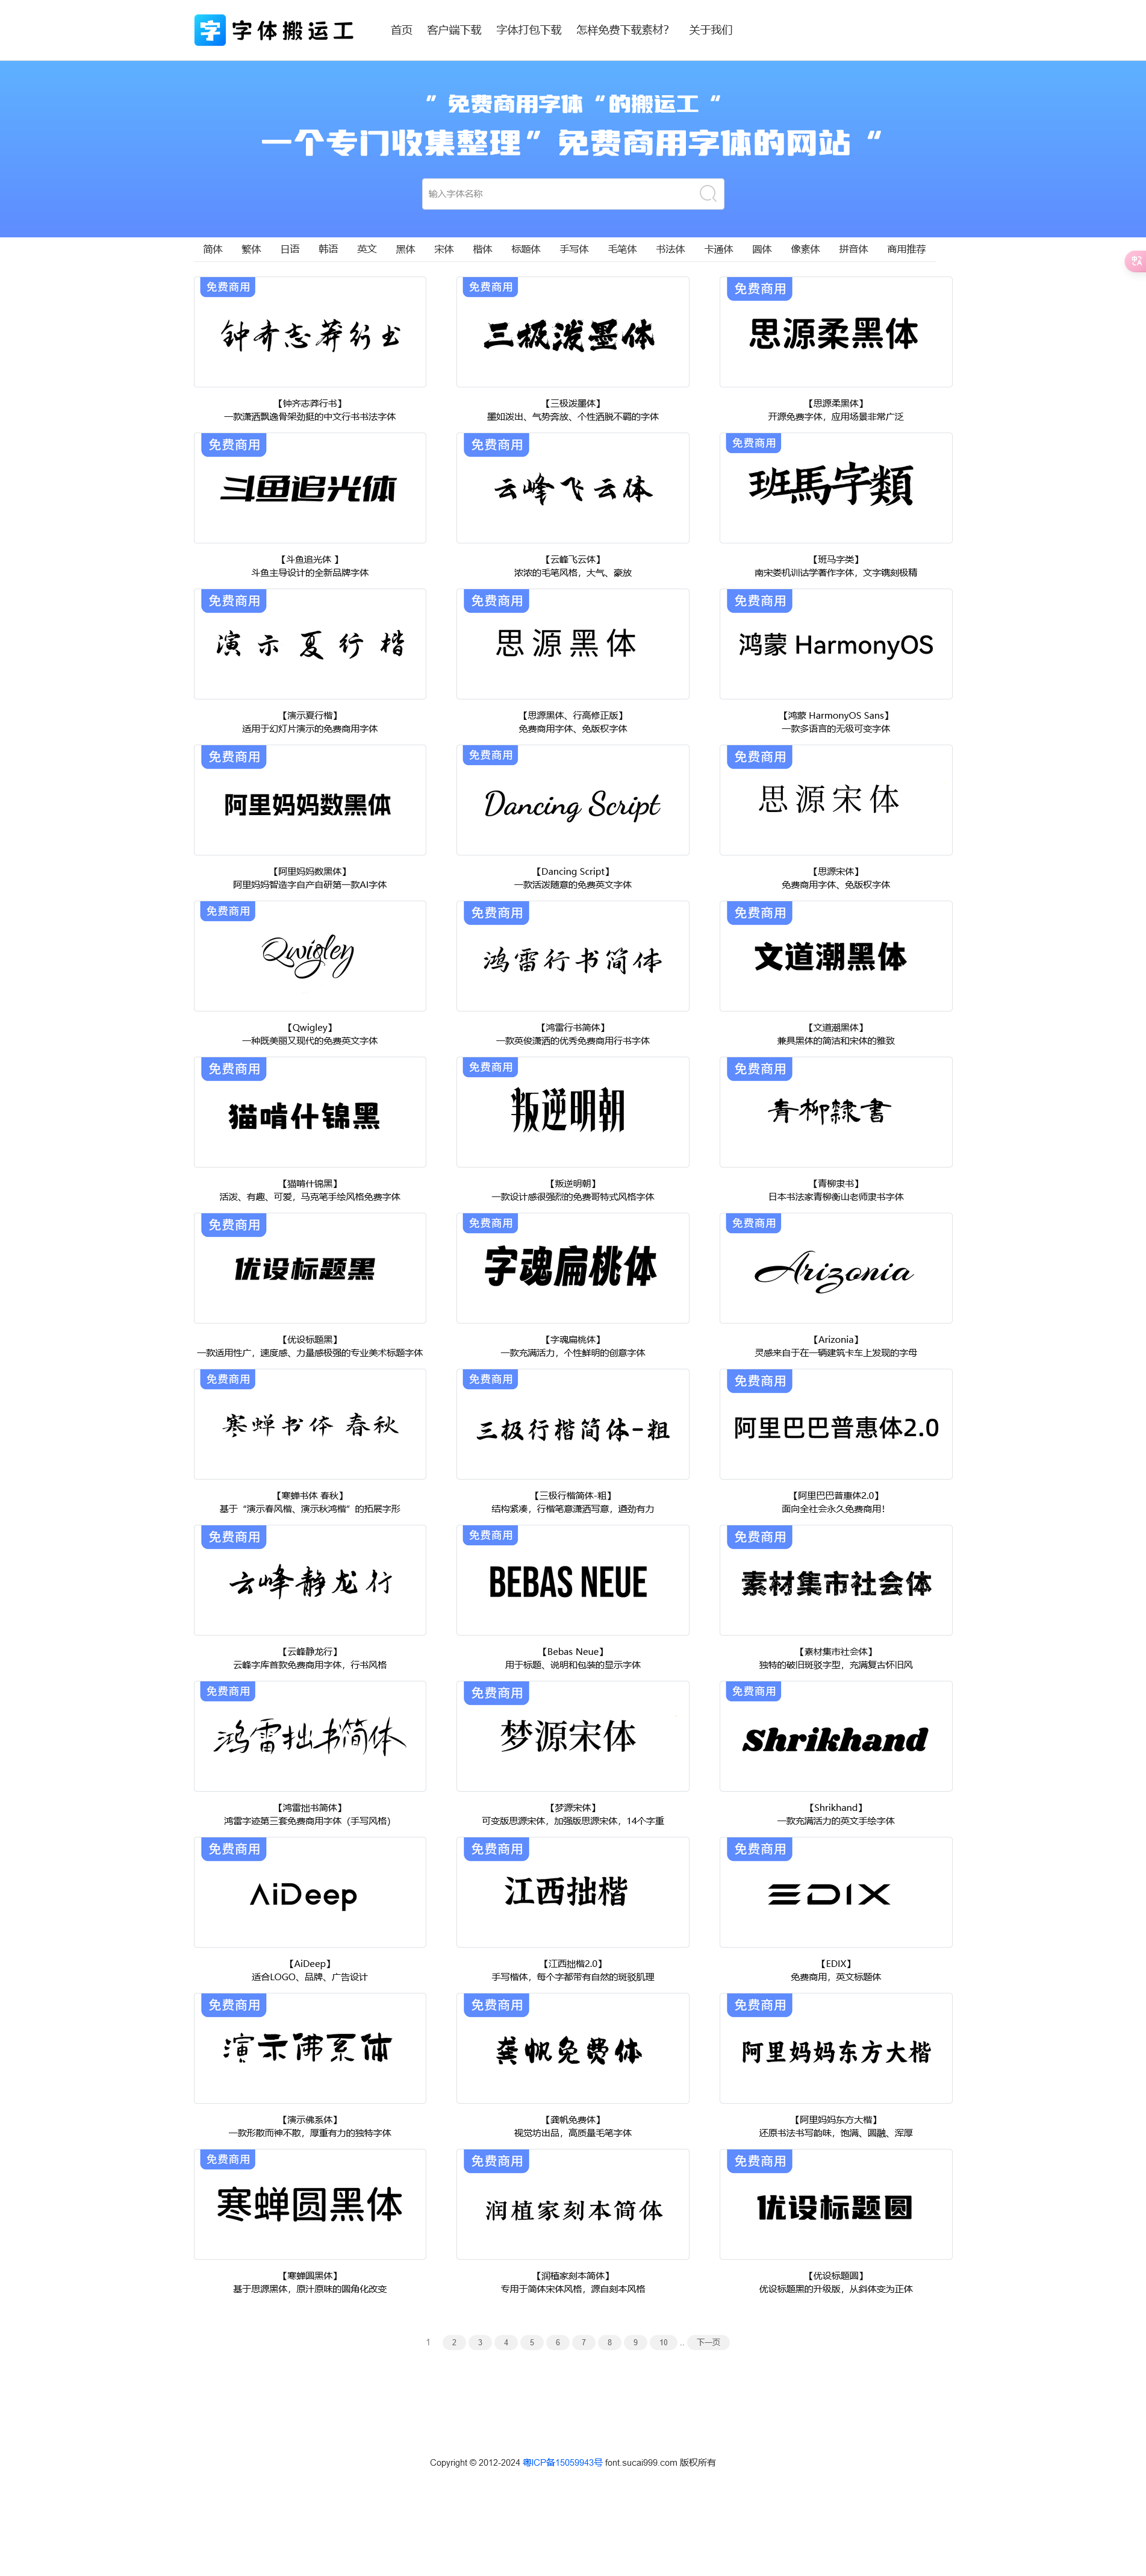 字 字体搬运工
首页 客户端下载 字体打包下载 怎样免费下载素材? 关于我们
”免费商用字体“的搬运工“
一个专门收集整理”免费商用字体的网站“
输入字体名称
简体 繁体 日语 韩语 英文 黑体 宋体 楷体 标题体 手写体 毛笔体 书法体 卡通体 圆体 像素体 拼音体 商用推荐
免费商用 免费商用 免费商用
钟齐志莽行书 三极泼墨体 思源柔黑体
【钟齐志莽行书】 【三极泼墨体】 【思源柔黑体】
一款潇洒飘逸骨架劲挺的中文行书书法字体 墨如泼出、气势奔放、个性洒脱不羁的字体 开源免费字体，应用场景非常广泛
免费商用 免费商用 免费商用
斗鱼追光体 云峰飞云体 班馬字類
【斗鱼追光体 】 【云峰飞云体】 【班马字类】
斗鱼主导设计的全新品牌字体 浓浓的毛笔风格，大气、豪放 南宋娄机训诂学著作字体，文字镌刻极精
免费商用 免费商用 免费商用
演示夏行楷 思源黑体 鸿蒙 HarmonyOS
【演示夏行楷】 【思源黑体、行高修正版】 【鸿蒙 HarmonyOS Sans】
适用于幻灯片演示的免费商用字体 免费商用字体、免版权字体 一款多语言的无级可变字体
免费商用 免费商用 免费商用
阿里妈妈数黑体 Dancing Script 思源宋体
【阿里妈妈数黑体】 【Dancing Script】 【思源宋体】
阿里妈妈智造字自产自研第一款AI字体 一款活泼随意的免费英文字体 免费商用字体、免版权字体
免费商用 免费商用 免费商用
Qwigley 鸿雷行书简体 文道潮黑体
【Qwigley】 【鸿雷行书简体】 【文道潮黑体】
一种既美丽又现代的免费英文字体 一款英俊潇洒的优秀免费商用行书字体 兼具黑体的简洁和宋体的雅致
免费商用 免费商用 免费商用
猫啃什锦黑 叛逆明朝 青柳隷書
【猫啃什锦黑】 【叛逆明朝】 【青柳隶书】
活泼、有趣、可爱，马克笔手绘风格免费字体 一款设计感很强烈的免费哥特式风格字体 日本书法家青柳衡山老师隶书字体
免费商用 免费商用 免费商用
优设标题黑 字魂扁桃体 Arizonia
【优设标题黑】 【字魂扁桃体】 【Arizonia】
一款适用性广，速度感、力量感极强的专业美术标题字体 一款充满活力，个性鲜明的创意字体 灵感来自于在一辆建筑卡车上发现的字母
免费商用 免费商用 免费商用
寒蝉书体 春秋 三极行楷简体-粗 阿里巴巴普惠体2.0
【寒蝉书体 春秋】 【三极行楷简体-粗】 【阿里巴巴普惠体2.0】
基于“演示春风楷、演示秋鸿楷”的拓展字形 结构紧凑，行楷笔意潇洒写意，遒劲有力 面向全社会永久免费商用！
免费商用 免费商用 免费商用
云峰静龙行 BEBAS NEUE 素材集市社会体
【云峰静龙行】 【Bebas Neue】 【素材集市社会体】
云峰字库首款免费商用字体，行书风格 用于标题、说明和包装的显示字体 独特的破旧斑驳字型，充满复古怀旧风
免费商用 免费商用 免费商用
鸿雷拙书简体 梦源宋体 Shrikhand
【鸿雷拙书简体】 【梦源宋体】 【Shrikhand】
鸿雷字迹第三套免费商用字体（手写风格） 可变版思源宋体，加强版思源宋体，14个字重 一款充满活力的英文手绘字体
免费商用 免费商用 免费商用
AiDeep 江西拙楷 EDIX
【AiDeep】 【江西拙楷2.0】 【EDIX】
适合LOGO、品牌、广告设计 手写楷体，每个字都带有自然的斑驳肌理 免费商用，英文标题体
免费商用 免费商用 免费商用
演示佛系体 龚帆免费体 阿里妈妈东方大楷
【演示佛系体】 【龚帆免费体】 【阿里妈妈东方大楷】
一款形散而神不散，厚重有力的独特字体 视觉坊出品，高质量毛笔字体 还原书法书写韵味，饱满、圆融、浑厚
免费商用 免费商用 免费商用
寒蝉圆黑体 润植家刻本简体 优设标题圆
【寒蝉圆黑体】 【润植家刻本简体】 【优设标题圆】
基于思源黑体，原汁原味的圆角化改变 专用于简体宋体风格，源自刻本风格 优设标题黑的升级版，从斜体变为正体
1 2 3 4 5 6 7 8 9 10 .. 下一页
Copyright © 2012-2024 粤ICP备15059943号 font.sucai999.com 版权所有